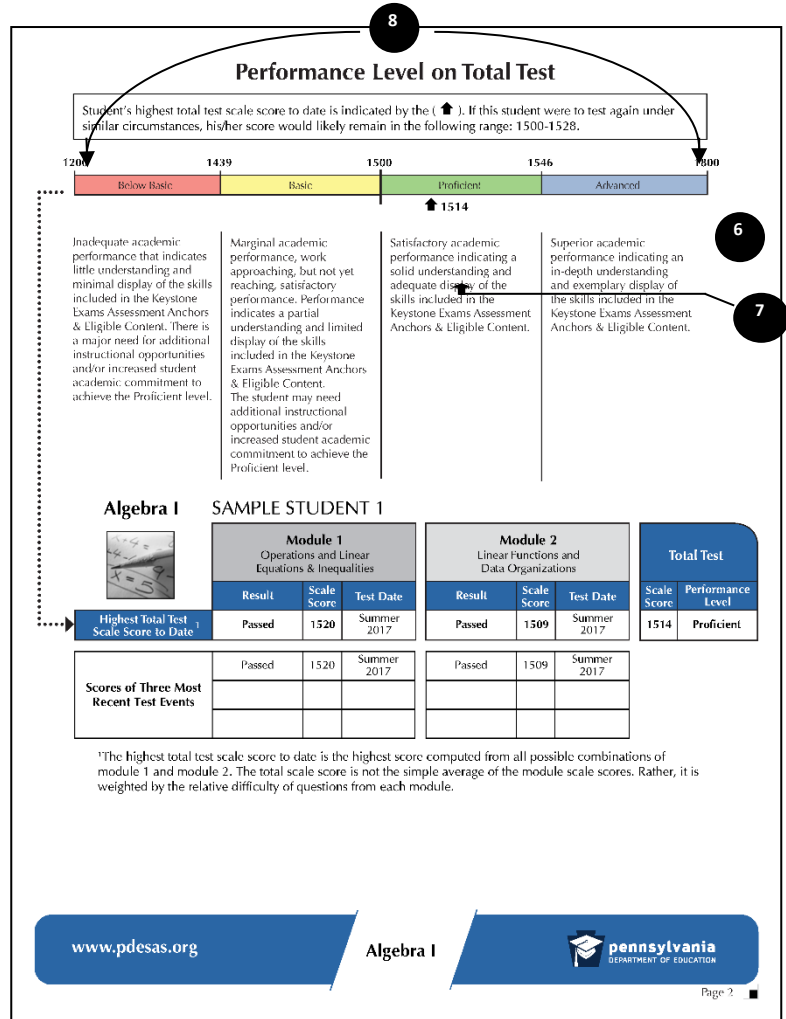 8
Performance Level on Total Test
Student's highest total test scale score to date is indicated by the ( ). If this student were to test again under
similar circumstances, his/her score would likely remain in the following range: 1500-1528.
1200 1439 1500 1546 1800
Below Basic Basic Proficient Advanced
1514
6
7
Inadequate academic
performance that indicates
little understanding and
minimal display of the skills
included in the Keystone
Exams Assessment Anchors
& Eligible Content. There is
a major need for additional
instructional opportunities
and/or increased student
academic commitment to
achieve the Proficient level.
Marginal academic
performance, work
approaching, but not yet
reaching, satisfactory
performance. Performance
indicates a partial
understanding and limited
display of the skills
included in the Keystone
Exams Assessment Anchors
& Eligible Content.
The student may need
additional instructional
opportunities and/or
increased student academic
commitment to achieve the
Proficient level.
Satisfactory academic
performance indicating a
solid understanding and
adequate display of the
skills included in the
Keystone Exams Assessment
Anchors & Eligible Content.
Superior academic
performance indicating an
in-depth understanding
and exemplary display of
the skills included in the
Keystone Exams Assessment
Anchors & Eligible Content.
Algebra I SAMPLE STUDENT 1
Module 1
Operations and Linear
Equations & Inequalities
Module 2
Linear Functions and
Data Organizations
Total Test
Result Scale Score Test Date Result Scale Score Test Date Scale Score Performance Level
Highest Total Test
Scale Score to Date 1
Passed 1520 Summer 2017 Passed 1509 Summer 2017 1514 Proficient
Scores of Three Most
Recent Test Events
Passed 1520 Summer 2017 Passed 1509 Summer 2017
¹The highest total test scale score to date is the highest score computed from all possible combinations of
module 1 and module 2. The total scale score is not the simple average of the module scale scores. Rather, it is
weighted by the relative difficulty of questions from each module.
www.pdesas.org
Algebra I
pennsylvania
DEPARTMENT OF EDUCATION
Page 2